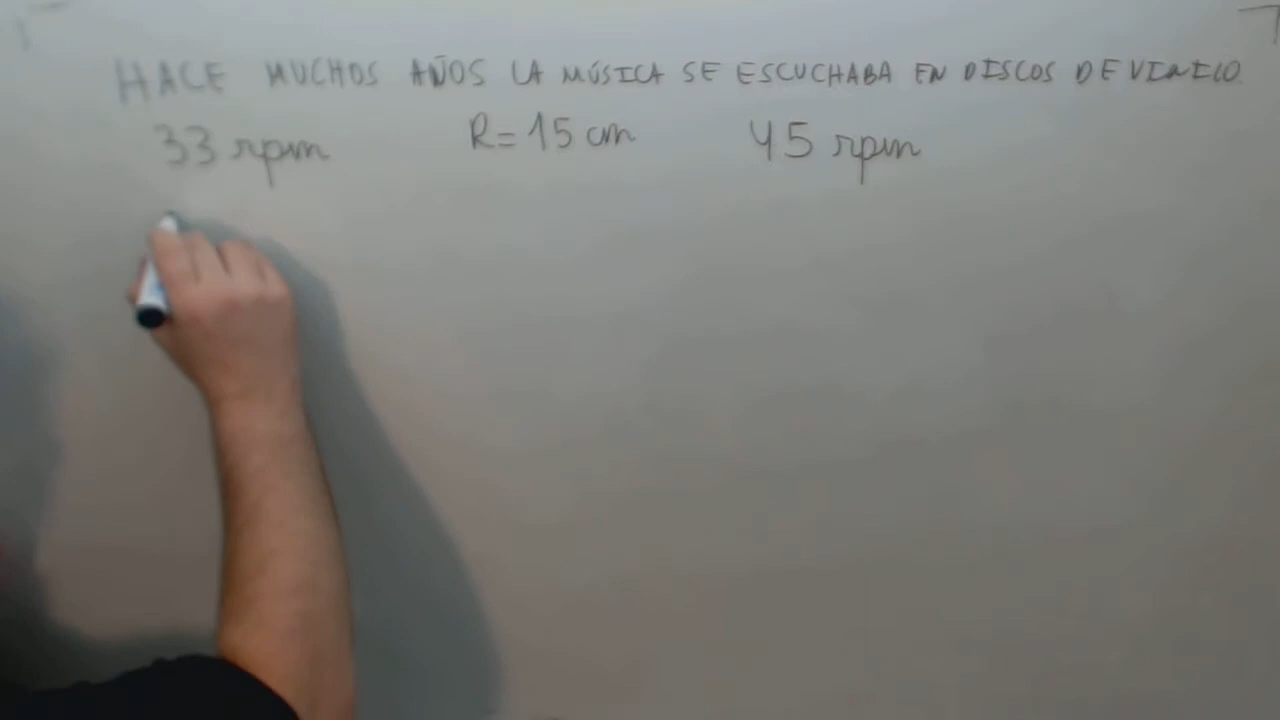 HACE MUCHOS AÑOS LA MÚSICA SE ESCUCHABA EN DISCOS DE VINILO.
33 rpm R=15 cm 45 rpm